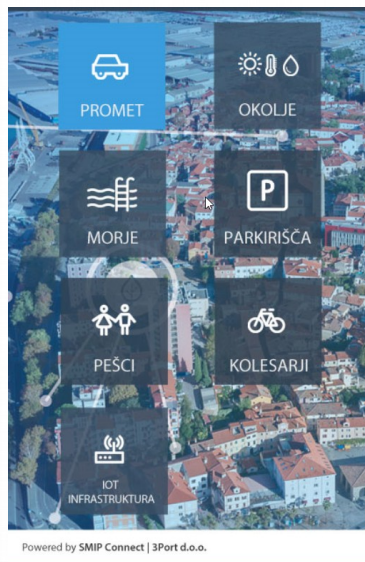 PROMET
OKOLJE
MORJE
P
PARKIRIŠČA
PEŠCI
KOLESARJI
IOT
INFRASTRUKTURA
Powered by SMIP Connect | 3Port d.o.o.